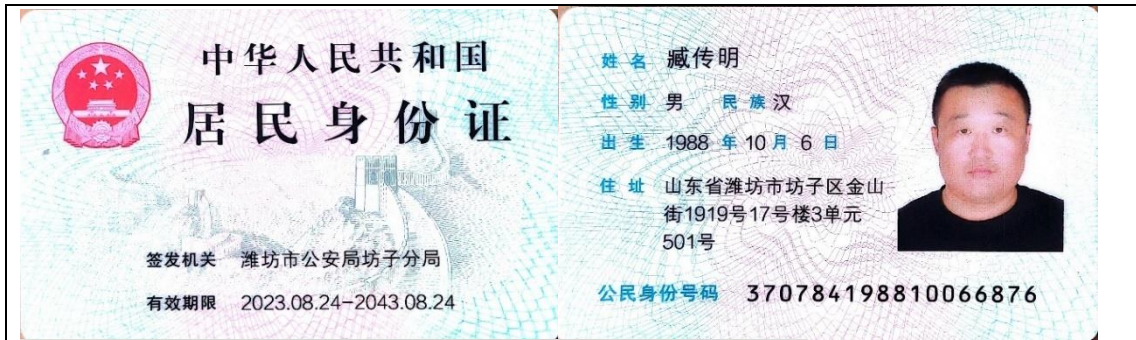 中华人民共和国
居民身份证
签发机关 潍坊市公安局坊子分局
有效期限 2023.08.24-2043.08.24
姓名 臧传明
性别 男 民族 汉
出生 1988 年 10 月 6 日
住址 山东省潍坊市坊子区金山
街1919号17号楼3单元
501号
公民身份号码 370784198810066876